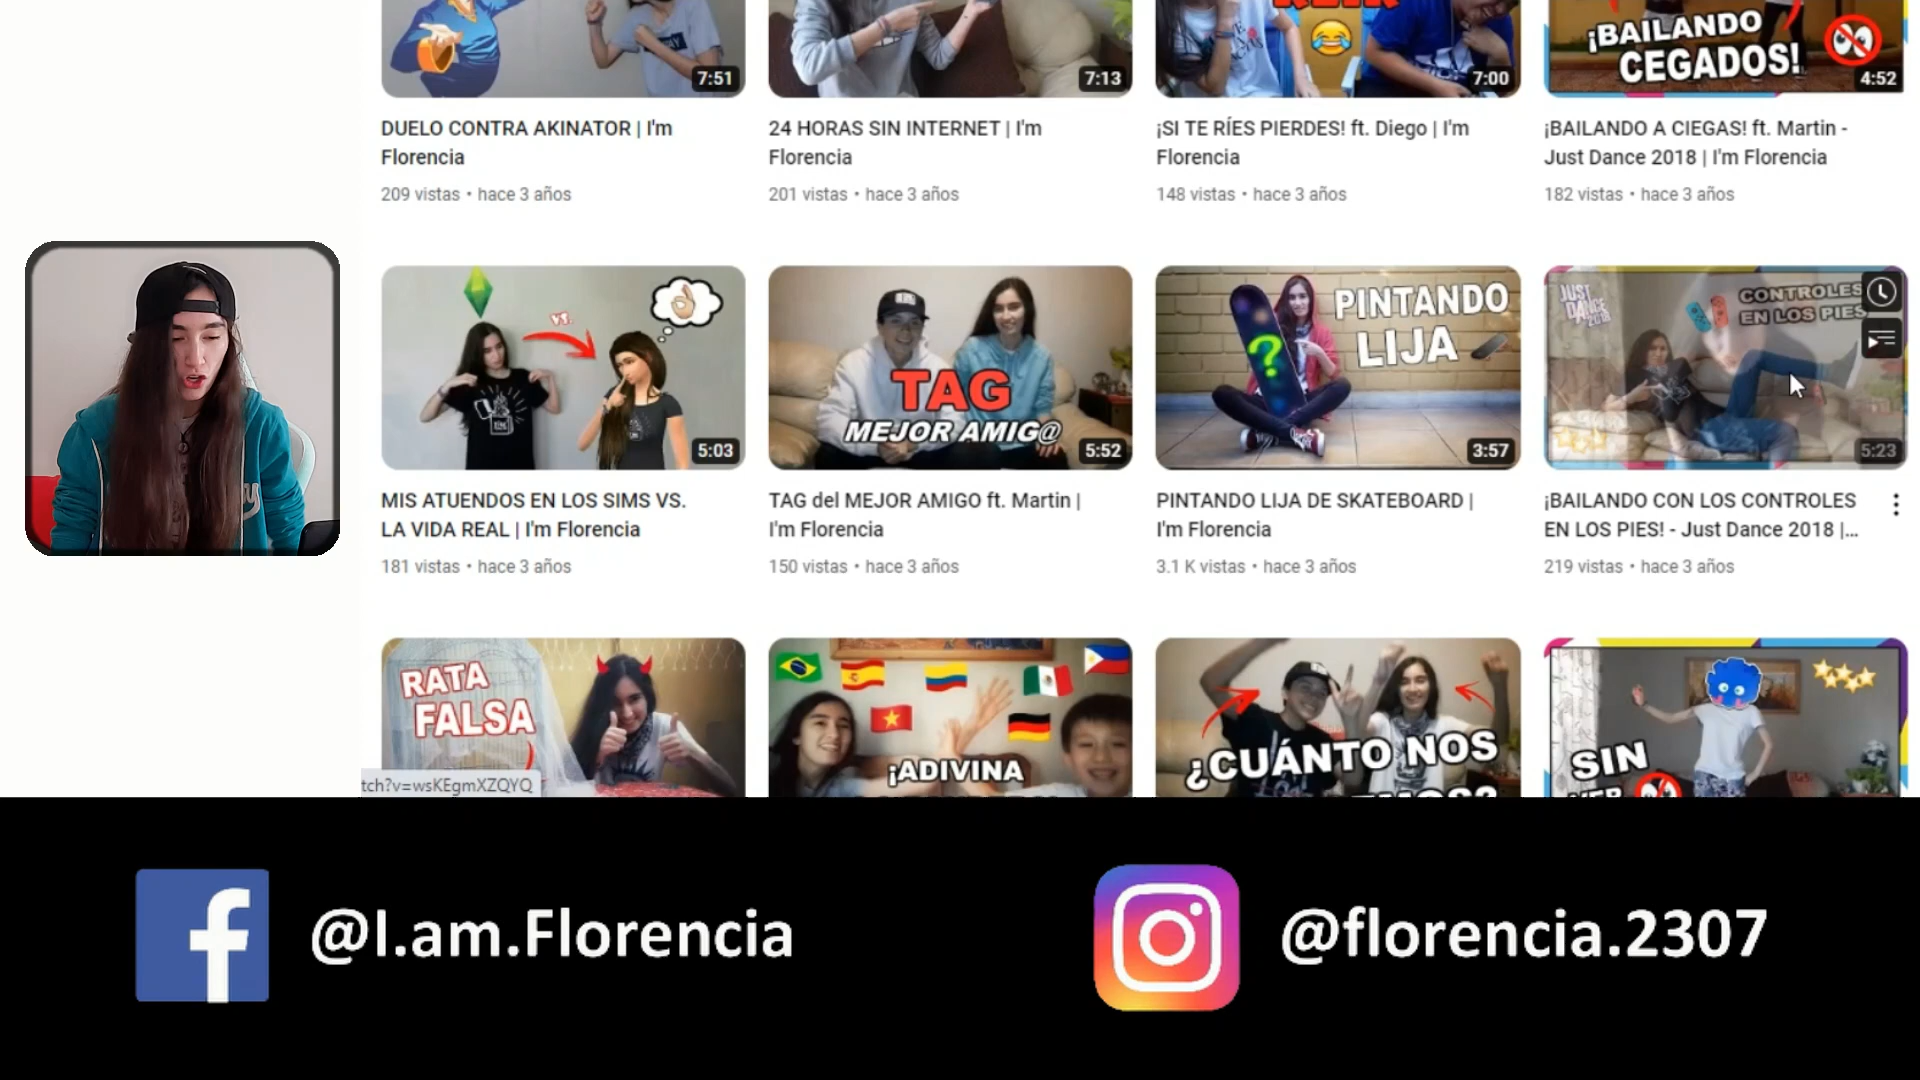 ¡BAILANDO
CEGADOS!
7:51
7:13
7:00
4:52
DUELO CONTRA AKINATOR | I'm
Florencia
209 vistas • hace 3 años
24 HORAS SIN INTERNET | I'm
Florencia
201 vistas • hace 3 años
¡SI TE RÍES PIERDES! ft. Diego | I'm
Florencia
148 vistas • hace 3 años
¡BAILANDO A CIEGAS! ft. Martin -
Just Dance 2018 | I'm Florencia
182 vistas • hace 3 años
vs.
5:03
TAG
MEJOR AMIG@
5:52
PINTANDO
LIJA
3:57
JUST
DANCE
2018
CONTROLES
EN LOS PIES
5:23
MIS ATUENDOS EN LOS SIMS VS.
LA VIDA REAL | I'm Florencia
181 vistas • hace 3 años
TAG del MEJOR AMIGO ft. Martin |
I'm Florencia
150 vistas • hace 3 años
PINTANDO LIJA DE SKATEBOARD |
I'm Florencia
3.1 K vistas • hace 3 años
¡BAILANDO CON LOS CONTROLES
EN LOS PIES! - Just Dance 2018 |...
219 vistas • hace 3 años
RATA
FALSA
¡ADIVINA
¿CUÁNTO NOS
SIN
tch?v=wsKEgmXZQYQ
@I.am.Florencia
@florencia.2307